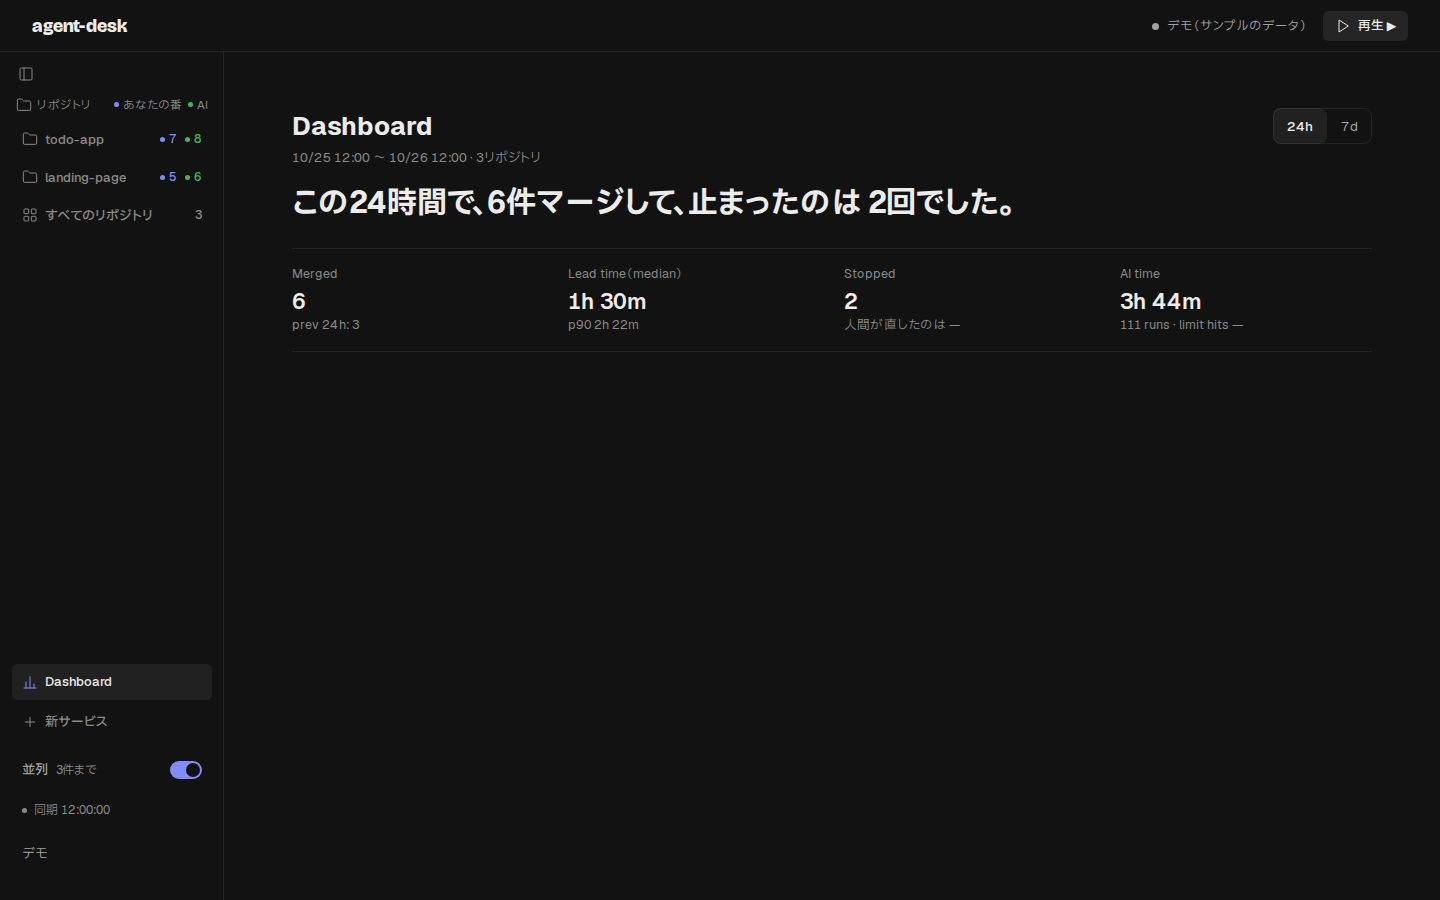 agent-desk
デモ（サンプルのデータ）
再生 ▶
リポジトリ
あなたの番
AI
todo-app
7
8
landing-page
5
6
すべてのリポジトリ
3
Dashboard
24h
7d
10/25 12:00 〜 10/26 12:00 · 3リポジトリ
この24時間で、6件マージして、止まったのは 2回でした。
Merged
6
prev 24h: 3
Lead time（median）
1h 30m
p90 2h 22m
Stopped
2
人間が直したのは —
AI time
3h 44m
111 runs · limit hits —
Dashboard
新サービス
並列 3件まで
同期 12:00:00
デモ